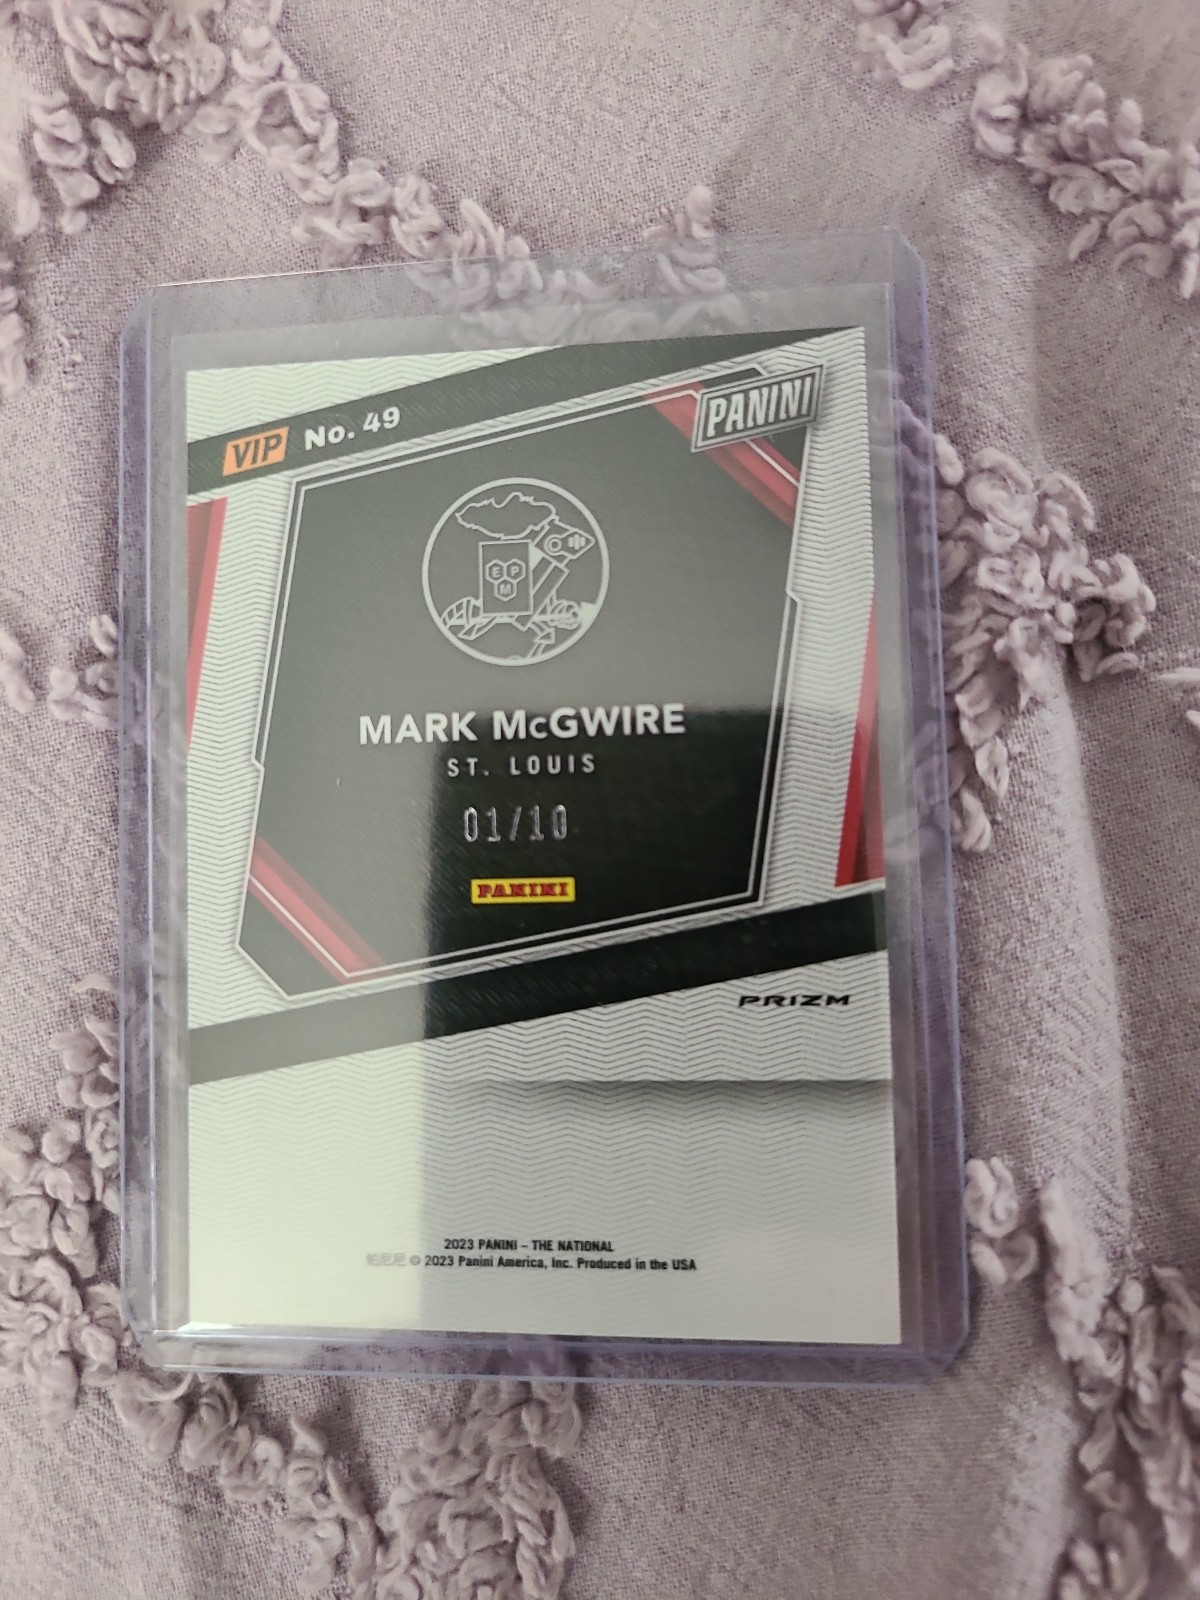 VIP No. 49
PANINI
E P
M
MARK McGWIRE
ST. LOUIS
01/10
PANINI
PRIZM
2023 PANINI – THE NATIONAL
帕尼尼 © 2023 Panini America, Inc. Produced in the USA